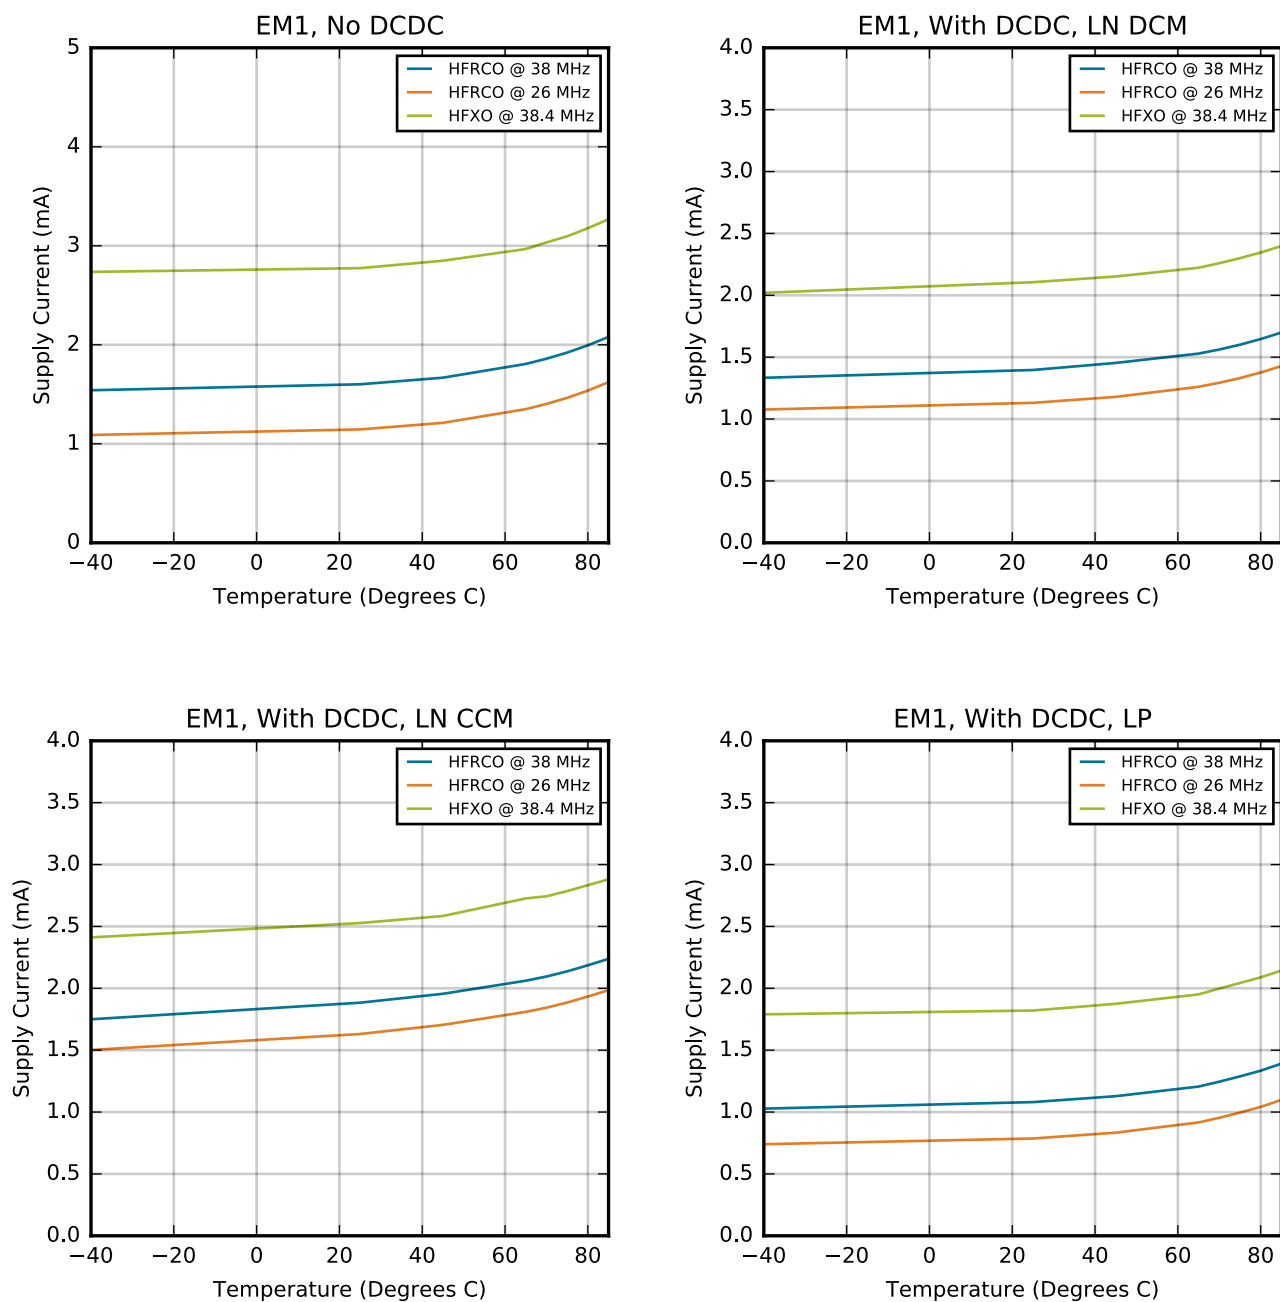 EM1, No DCDC
5
4
3
2
1
0
Supply Current (mA)
HFRCO @ 38 MHz
HFRCO @ 26 MHz
HFXO @ 38.4 MHz
−40 −20 0 20 40 60 80
Temperature (Degrees C)
EM1, With DCDC, LN DCM
4.0
3.5
3.0
2.5
2.0
1.5
1.0
0.5
0.0
Supply Current (mA)
HFRCO @ 38 MHz
HFRCO @ 26 MHz
HFXO @ 38.4 MHz
−40 −20 0 20 40 60 80
Temperature (Degrees C)
EM1, With DCDC, LN CCM
4.0
3.5
3.0
2.5
2.0
1.5
1.0
0.5
0.0
Supply Current (mA)
HFRCO @ 38 MHz
HFRCO @ 26 MHz
HFXO @ 38.4 MHz
−40 −20 0 20 40 60 80
Temperature (Degrees C)
EM1, With DCDC, LP
4.0
3.5
3.0
2.5
2.0
1.5
1.0
0.5
0.0
Supply Current (mA)
HFRCO @ 38 MHz
HFRCO @ 26 MHz
HFXO @ 38.4 MHz
−40 −20 0 20 40 60 80
Temperature (Degrees C)